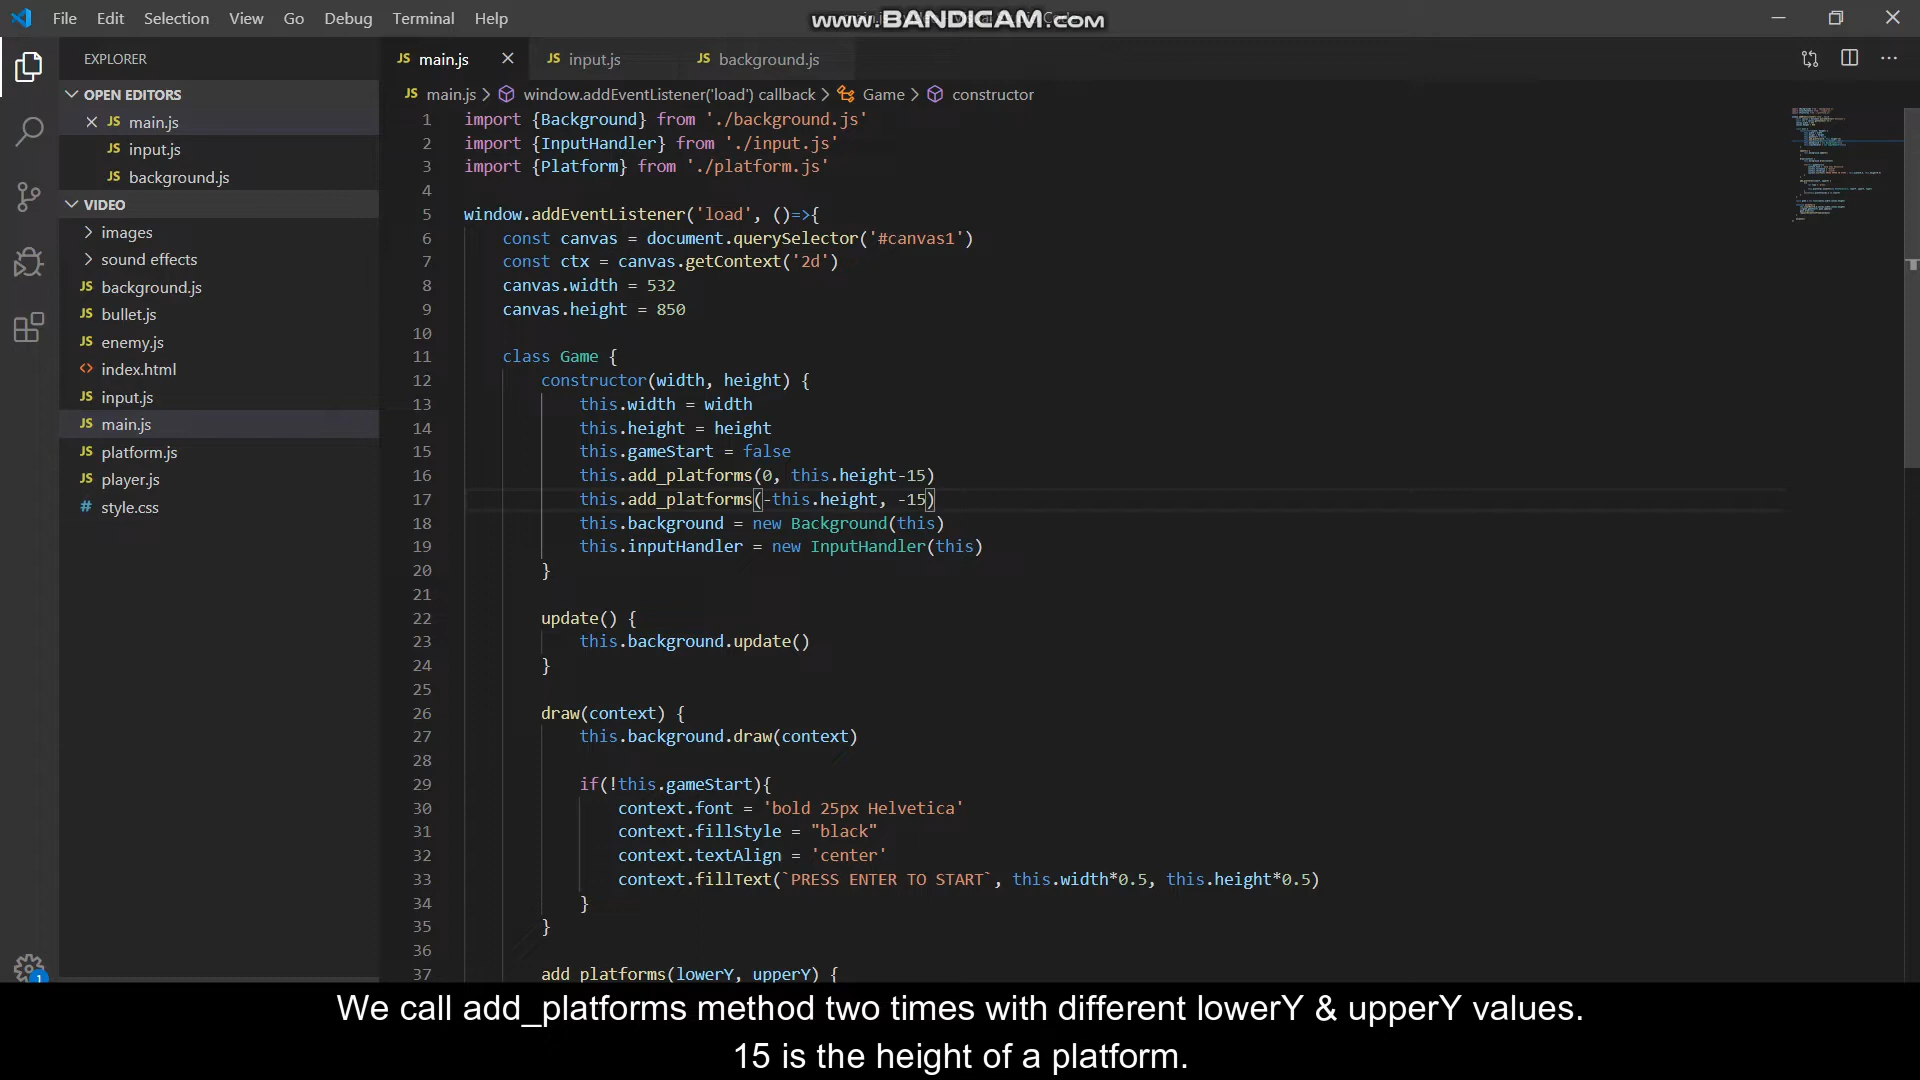 File Edit Selection View Go Debug Terminal Help
www.BANDICAM.com
EXPLORER
OPEN EDITORS
main.js
input.js
background.js
VIDEO
images
sound effects
background.js
bullet.js
enemy.js
index.html
input.js
main.js
platform.js
player.js
style.css
JS main.js
JS input.js
JS background.js
JS main.js > window.addEventListener('load') callback > Game > constructor
1 import {Background} from './background.js'
2 import {InputHandler} from './input.js'
3 import {Platform} from './platform.js'
4
5 window.addEventListener('load', ()=>{
6 const canvas = document.querySelector('#canvas1')
7 const ctx = canvas.getContext('2d')
8 canvas.width = 532
9 canvas.height = 850
10
11 class Game {
12 constructor(width, height) {
13 this.width = width
14 this.height = height
15 this.gameStart = false
16 this.add_platforms(0, this.height-15)
17 this.add_platforms(-this.height, -15)
18 this.background = new Background(this)
19 this.inputHandler = new InputHandler(this)
20 }
21
22 update() {
23 this.background.update()
24 }
25
26 draw(context) {
27 this.background.draw(context)
28
29 if(!this.gameStart){
30 context.font = 'bold 25px Helvetica'
31 context.fillStyle = "black"
32 context.textAlign = 'center'
33 context.fillText(`PRESS ENTER TO START`, this.width*0.5, this.height*0.5)
34 }
35 }
36
37 add_platforms(lowerY, upperY) {
1
We call add_platforms method two times with different lowerY & upperY values.
15 is the height of a platform.